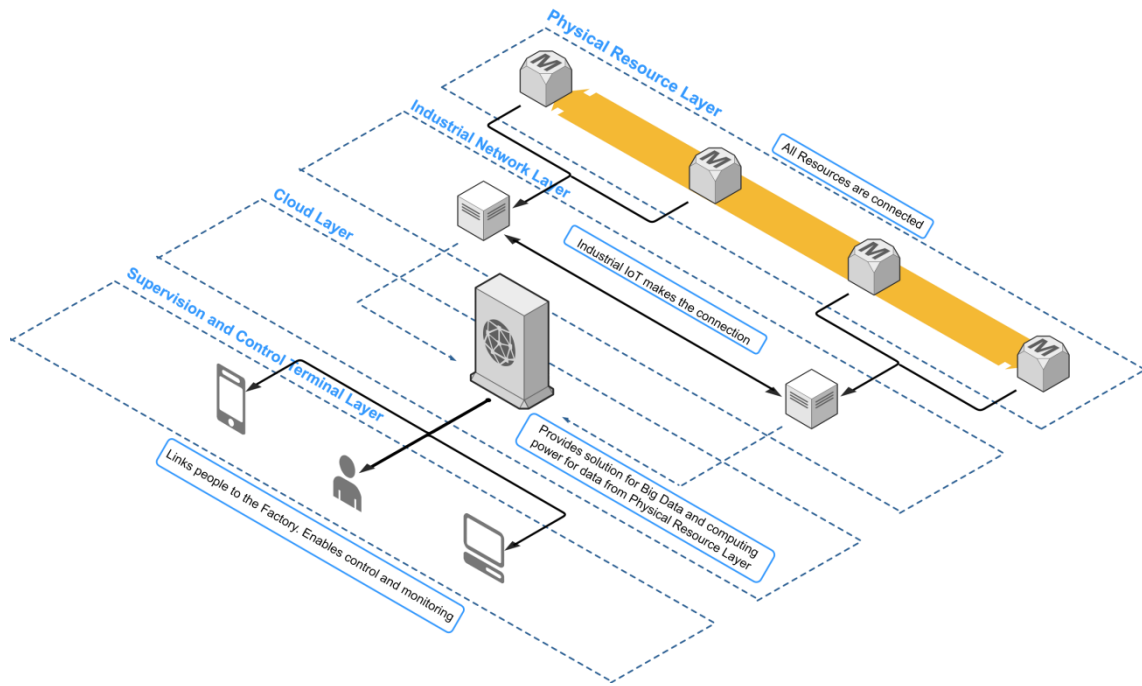 Physical Resource Layer
M
M
M
M
All Resources are connected
Industrial Network Layer
Industrial IoT makes the connection
Cloud Layer
Provides solution for Big Data and computing
power for data from Physical Resource Layer
Supervision and Control Terminal Layer
Links people to the Factory. Enables control and monitoring